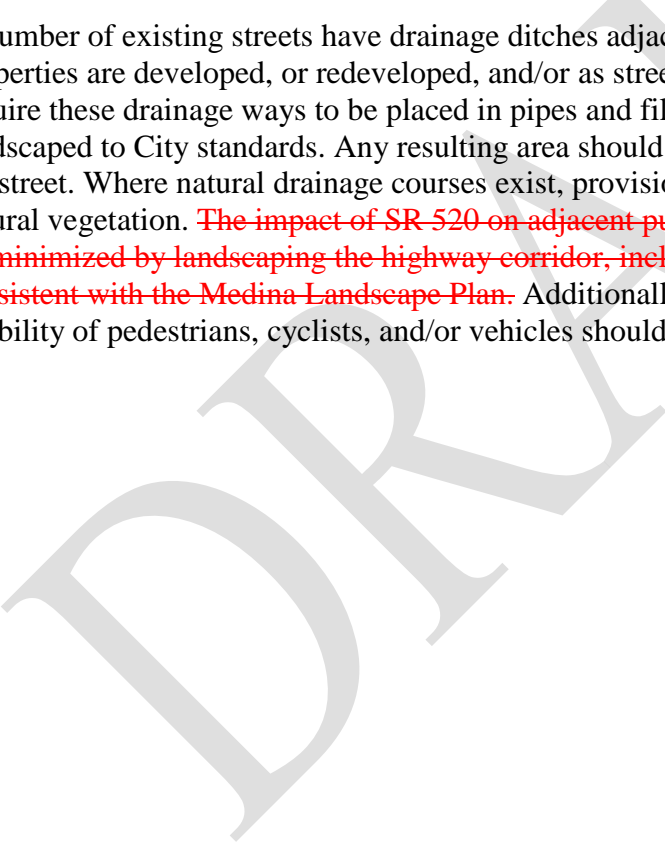 umber of existing streets have drainage ditches adjac
perties are developed, or redeveloped, and/or as stree
uire these drainage ways to be placed in pipes and fil
dscaped to City standards. Any resulting area should
street. Where natural drainage courses exist, provisio
ural vegetation. The impact of SR 520 on adjacent pu
minimized by landscaping the highway corridor, incl
sistent with the Medina Landscape Plan. Additionall
bility of pedestrians, cyclists, and/or vehicles should
DRA